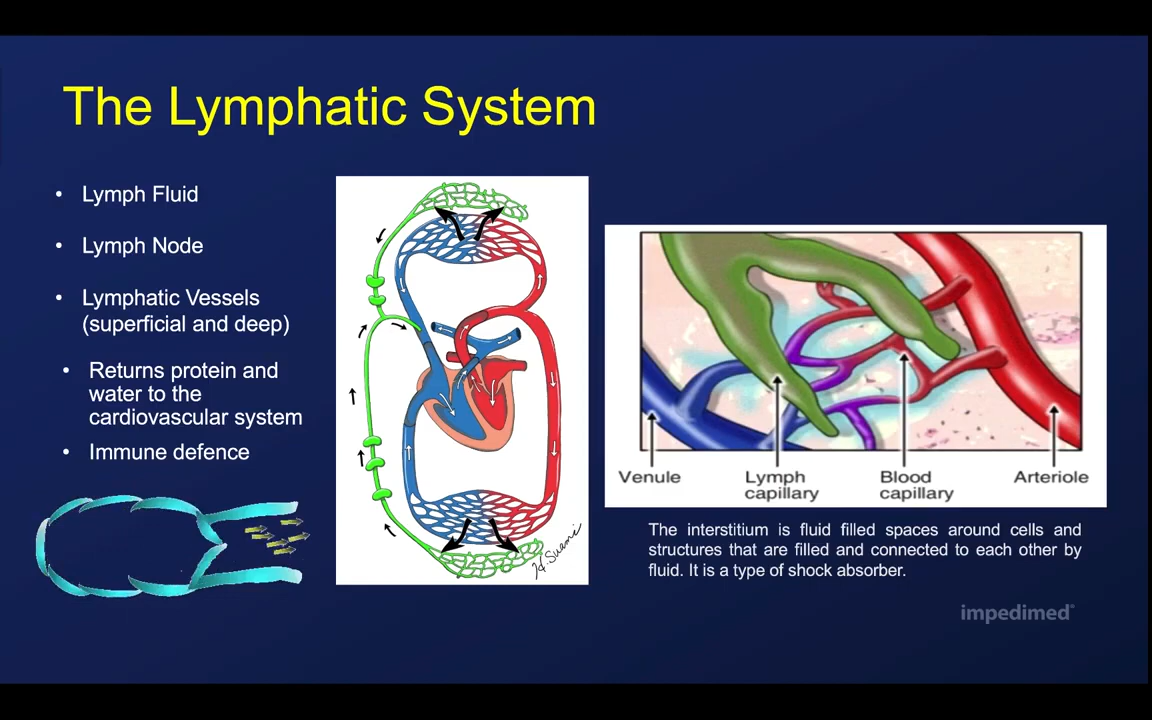 The Lymphatic System
• Lymph Fluid
• Lymph Node
• Lymphatic Vessels
(superficial and deep)
• Returns protein and
water to the
cardiovascular system
• Immune defence
H.Suami
Venule
Lymph
capillary
Blood
capillary
Arteriole
The interstitium is fluid filled spaces around cells and
structures that are filled and connected to each other by
fluid. It is a type of shock absorber.
impedimed®